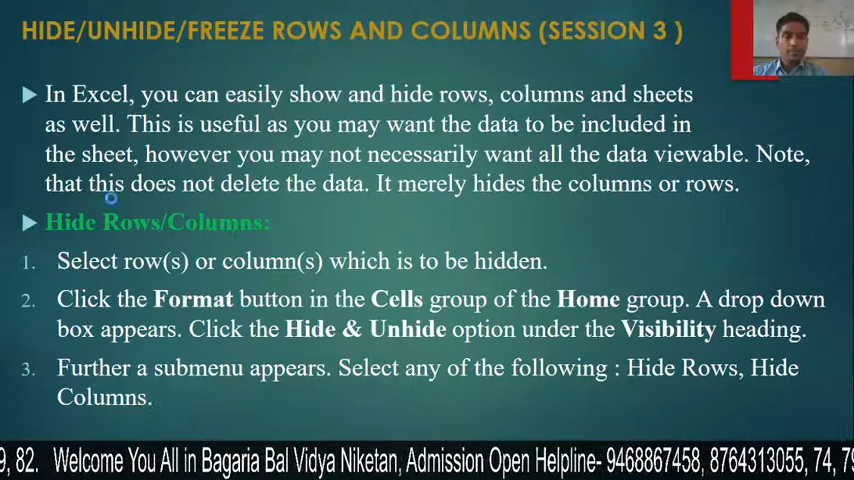 HIDE/UNHIDE/FREEZE ROWS AND COLUMNS (SESSION 3 )
In Excel, you can easily show and hide rows, columns and sheets
as well. This is useful as you may want the data to be included in
the sheet, however you may not necessarily want all the data viewable. Note,
that this does not delete the data. It merely hides the columns or rows.
Hide Rows/Columns:
1. Select row(s) or column(s) which is to be hidden.
2. Click the Format button in the Cells group of the Home group. A drop down
box appears. Click the Hide & Unhide option under the Visibility heading.
3. Further a submenu appears. Select any of the following : Hide Rows, Hide
Columns.
9, 82. Welcome You All in Bagaria Bal Vidya Niketan, Admission Open Helpline- 9468867458, 8764313055, 74, 79